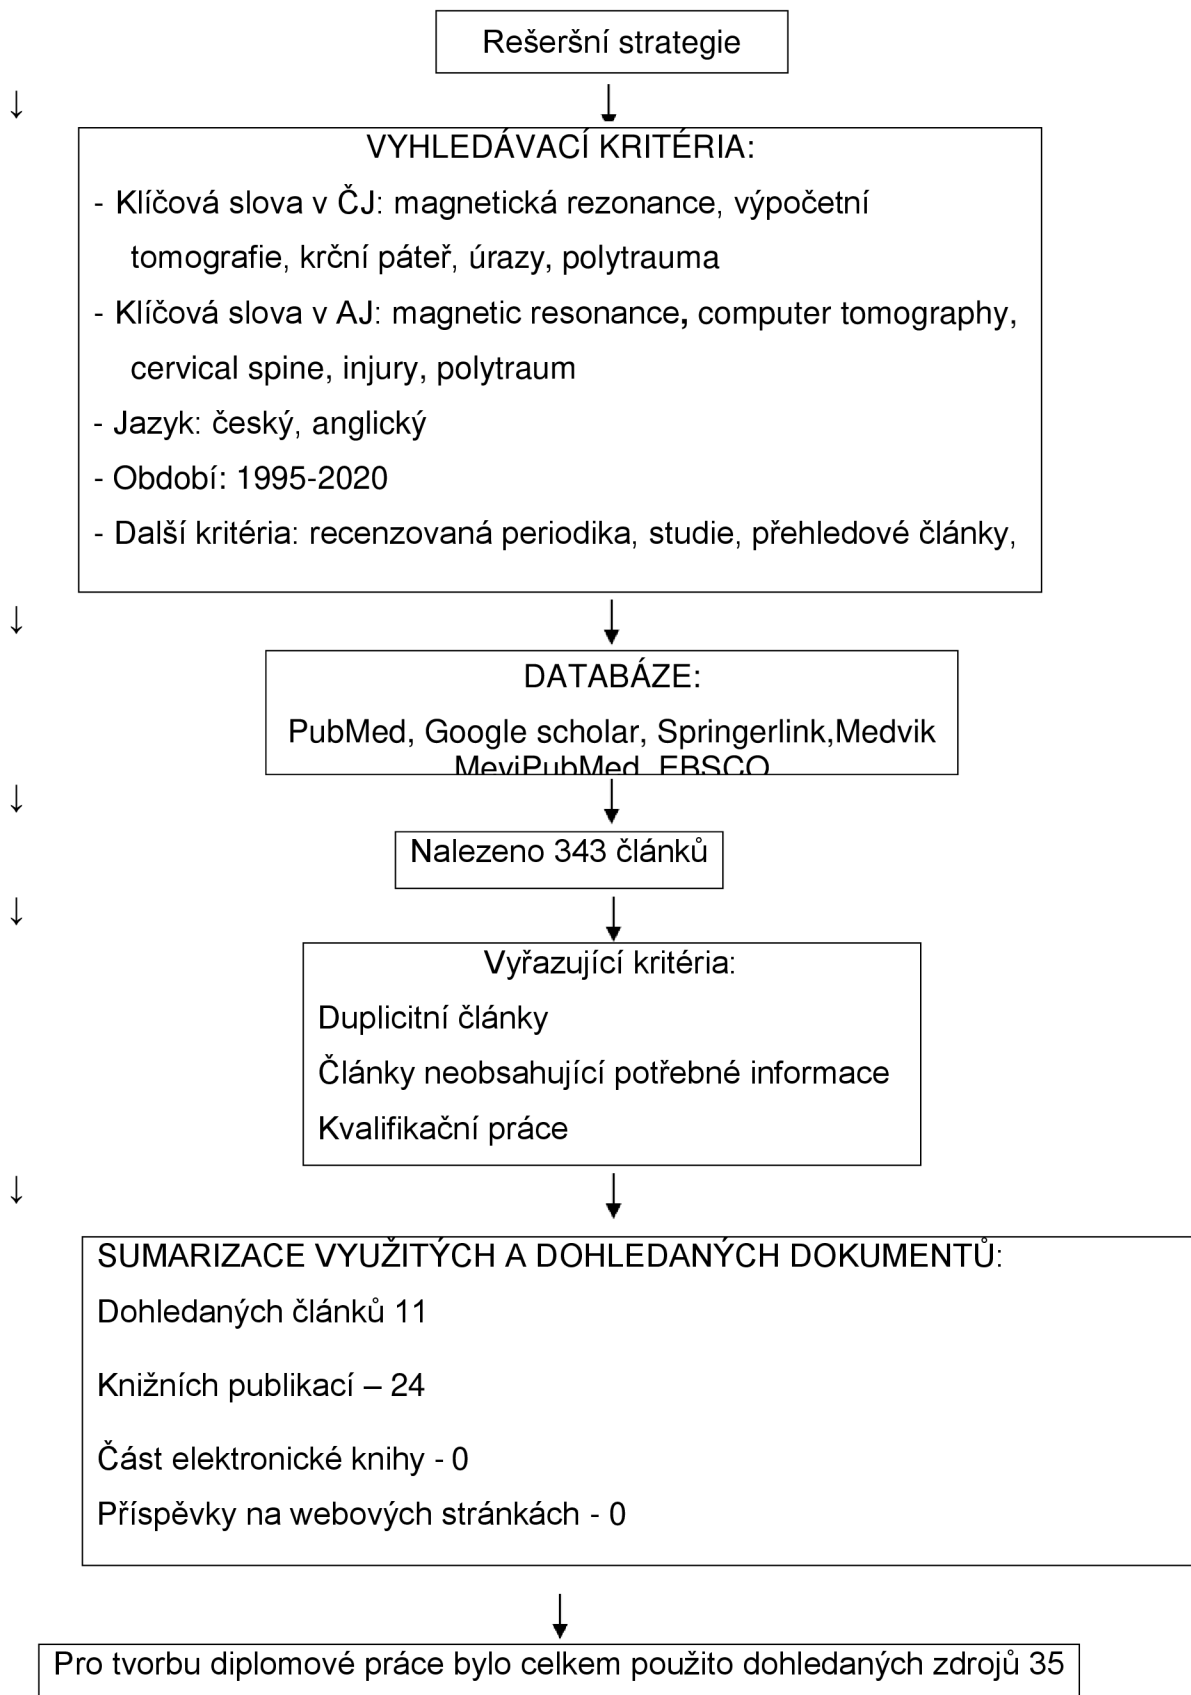 Rešeršní strategie
↓
VYHLEDÁVACÍ KRITÉRIA:
- Klíčová slova v ČJ: magnetická rezonance, výpočetní
tomografie, krční páteř, úrazy, polytrauma
- Klíčová slova v AJ: magnetic resonance, computer tomography,
cervical spine, injury, polytraum
- Jazyk: český, anglický
- Období: 1995-2020
- Další kritéria: recenzovaná periodika, studie, přehledové články,
↓
DATABÁZE:
PubMed, Google scholar, Springerlink,Medvik
MeviPubMed, EBSCO
↓
Nalezeno 343 článků
↓
Vyřazující kritéria:
Duplicitní články
Články neobsahující potřebné informace
Kvalifikační práce
↓
SUMARIZACE VYUŽITÝCH A DOHLEDANÝCH DOKUMENTŮ:
Dohledaných článků 11
Knižních publikací – 24
Část elektronické knihy - 0
Příspěvky na webových stránkách - 0
Pro tvorbu diplomové práce bylo celkem použito dohledaných zdrojů 35